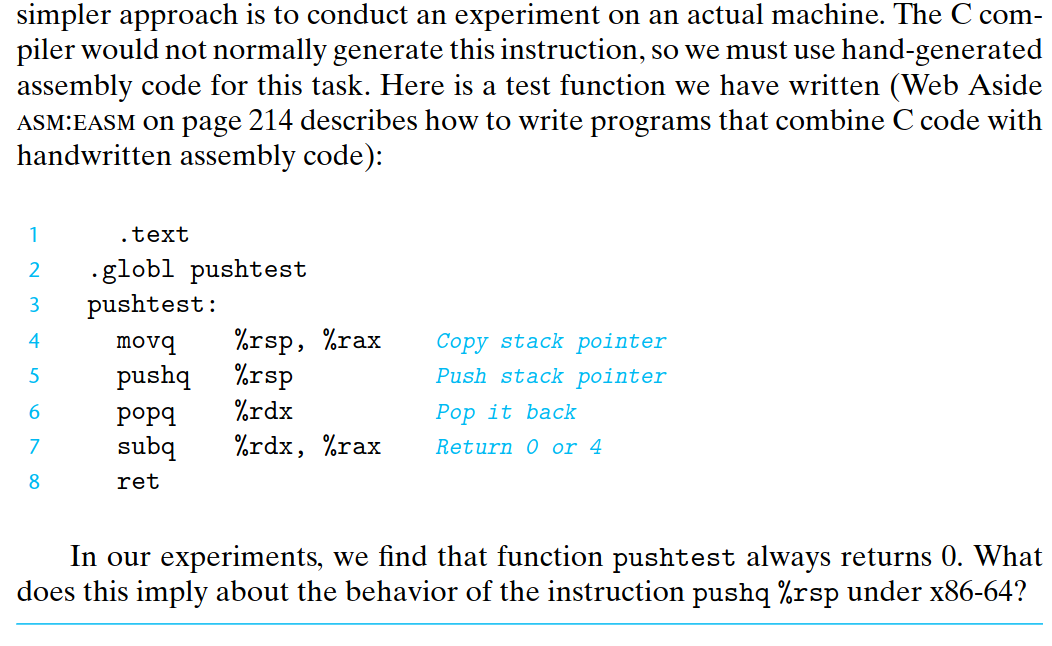 simpler approach is to conduct an experiment on an actual machine. The C com-
piler would not normally generate this instruction, so we must use hand-generated
assembly code for this task. Here is a test function we have written (Web Aside
ASM:EASM on page 214 describes how to write programs that combine C code with
handwritten assembly code):
1 .text
2 .globl pushtest
3 pushtest:
4 movq %rsp, %rax Copy stack pointer
5 pushq %rsp Push stack pointer
6 popq %rdx Pop it back
7 subq %rdx, %rax Return 0 or 4
8 ret
In our experiments, we find that function pushtest always returns 0. What
does this imply about the behavior of the instruction pushq %rsp under x86-64?